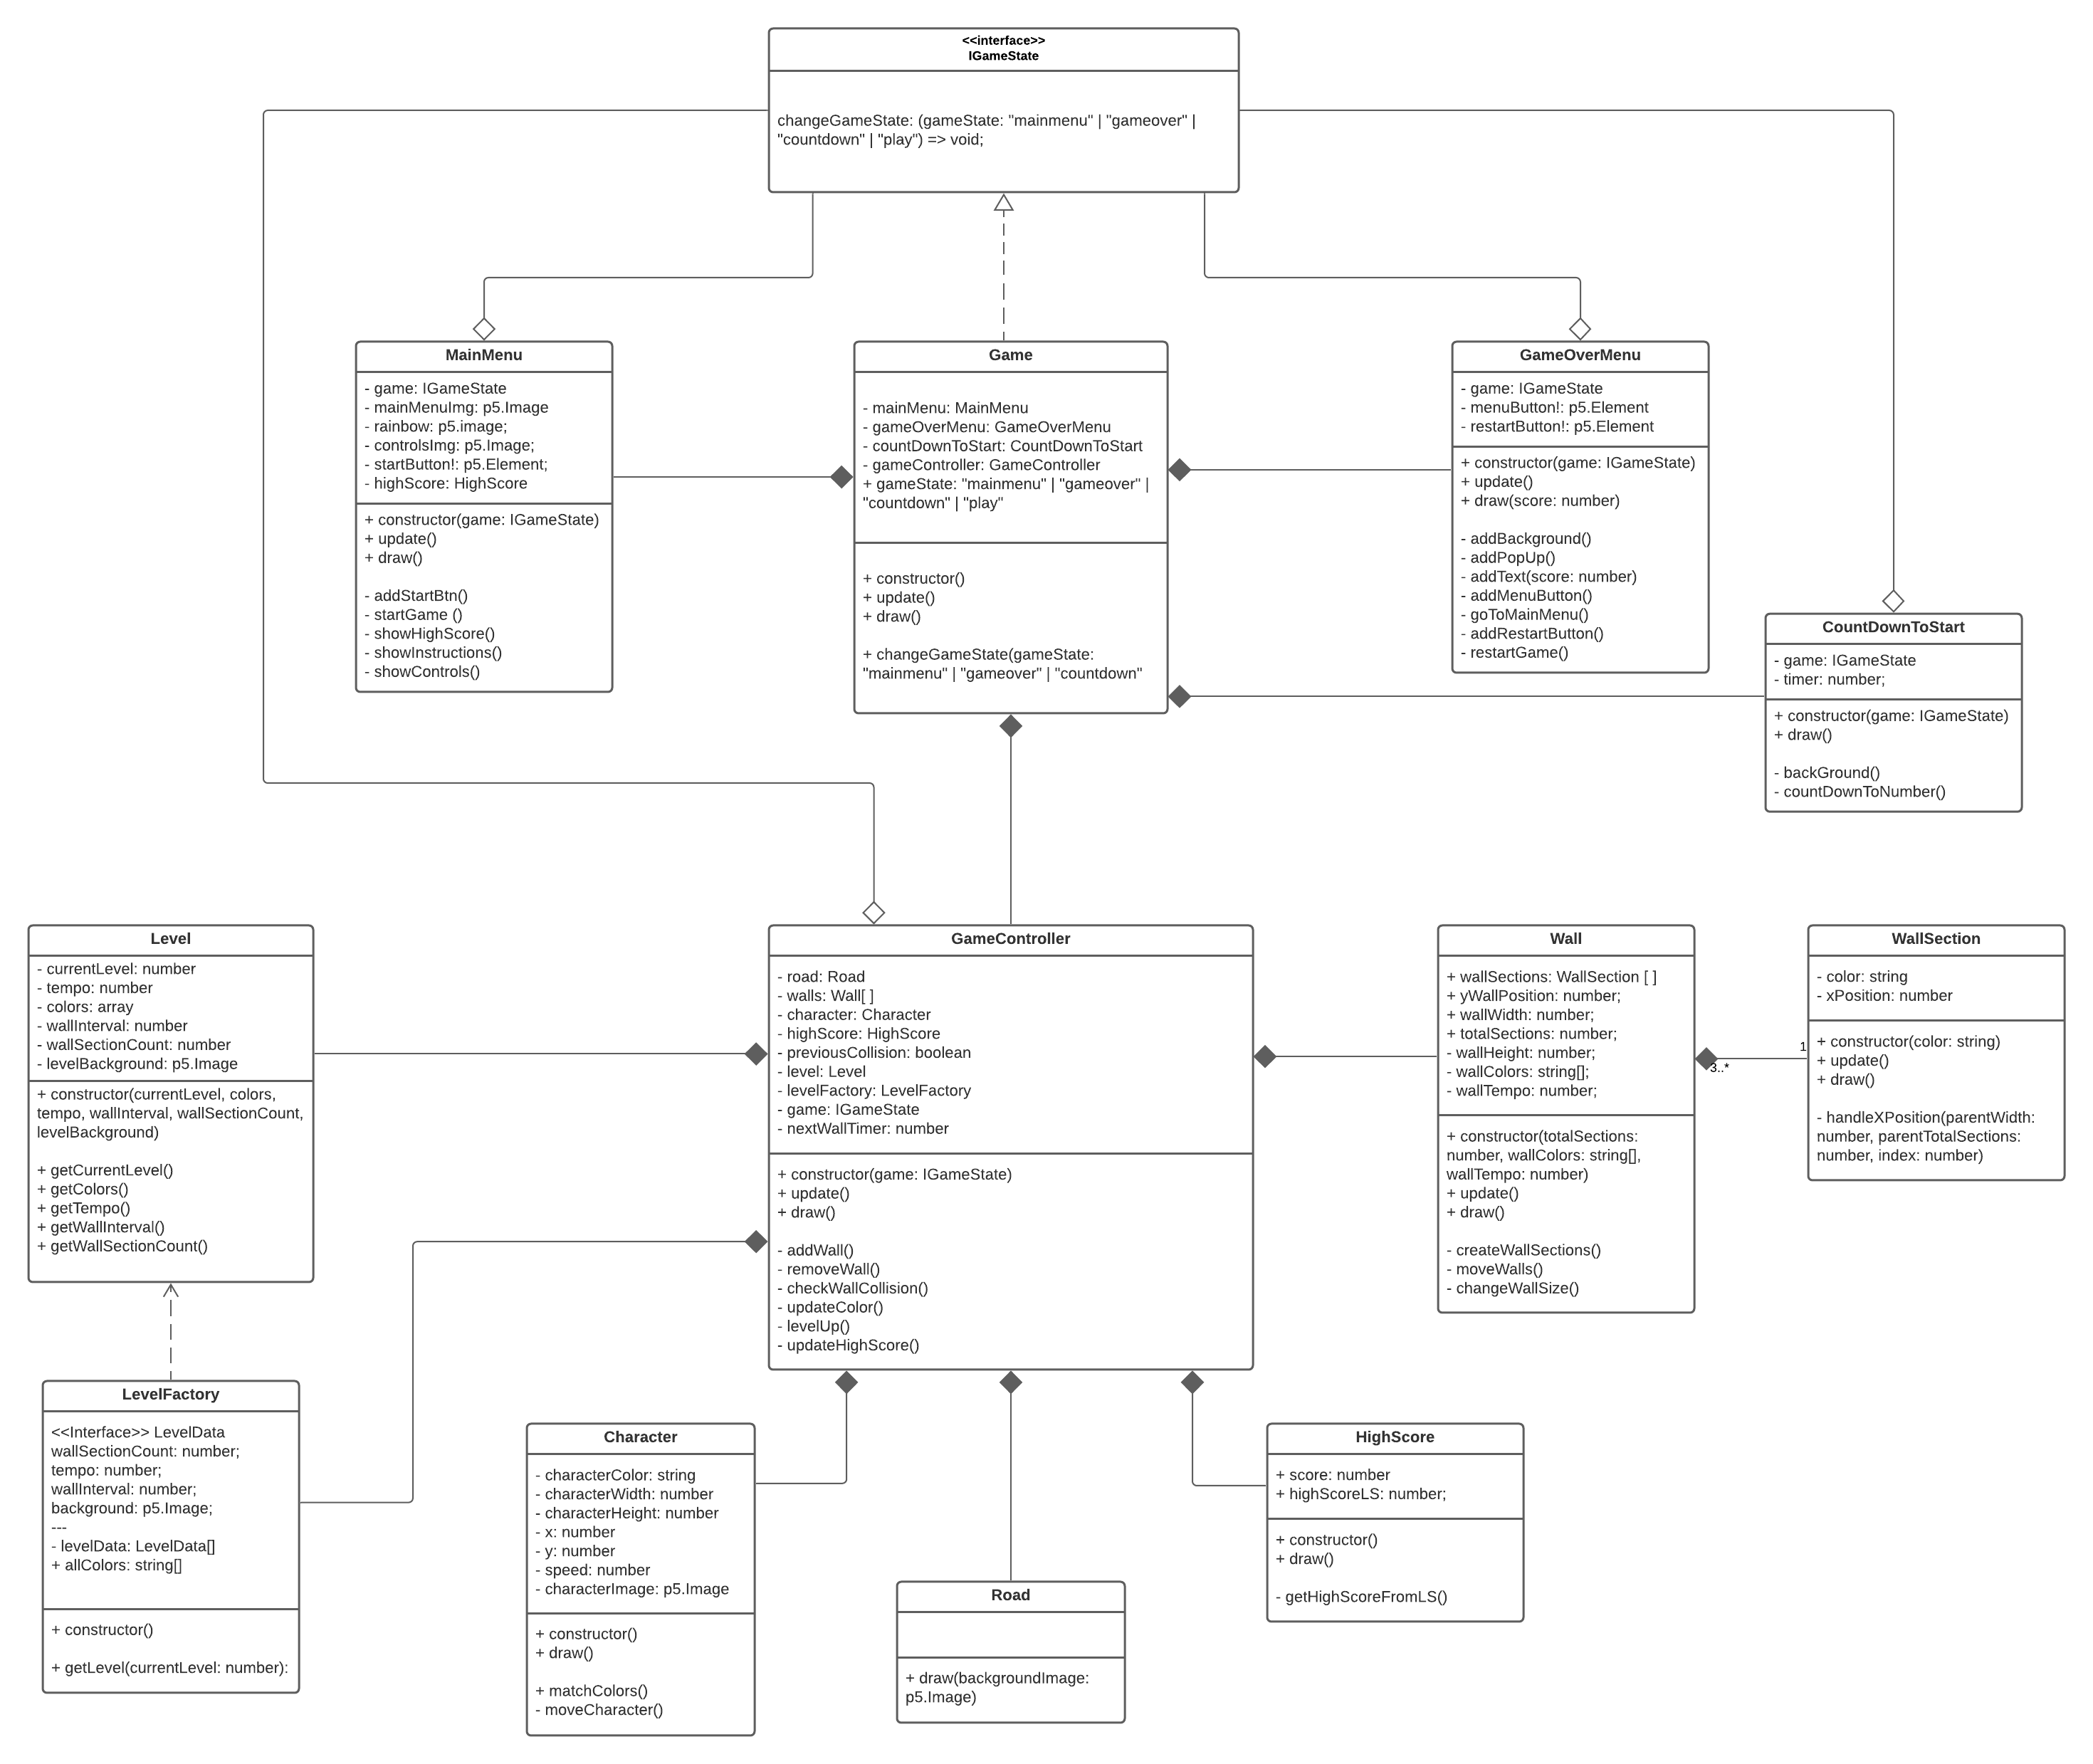 <<interface>>
IGameState
changeGameState: (gameState: "mainmenu" | "gameover" |
"countdown" | "play") => void;
MainMenu
- game: IGameState
- mainMenuImg: p5.Image
- rainbow: p5.image;
- controlsImg: p5.Image;
- startButton!: p5.Element;
- highScore: HighScore
+ constructor(game: IGameState)
+ update()
+ draw()
- addStartBtn()
- startGame ()
- showHighScore()
- showInstructions()
- showControls()
Game
- mainMenu: MainMenu
- gameOverMenu: GameOverMenu
- countDownToStart: CountDownToStart
- gameController: GameController
+ gameState: "mainmenu" | "gameover" |
"countdown" | "play"
+ constructor()
+ update()
+ draw()
+ changeGameState(gameState:
"mainmenu" | "gameover" | "countdown"
GameOverMenu
- game: IGameState
- menuButton!: p5.Element
- restartButton!: p5.Element
+ constructor(game: IGameState)
+ update()
+ draw(score: number)
- addBackground()
- addPopUp()
- addText(score: number)
- addMenuButton()
- goToMainMenu()
- addRestartButton()
- restartGame()
CountDownToStart
- game: IGameState
- timer: number;
+ constructor(game: IGameState)
+ draw()
- backGround()
- countDownToNumber()
Level
- currentLevel: number
- tempo: number
- colors: array
- wallInterval: number
- wallSectionCount: number
- levelBackground: p5.Image
+ constructor(currentLevel, colors,
tempo, wallInterval, wallSectionCount,
levelBackground)
+ getCurrentLevel()
+ getColors()
+ getTempo()
+ getWallInterval()
+ getWallSectionCount()
GameController
- road: Road
- walls: Wall[ ]
- character: Character
- highScore: HighScore
- previousCollision: boolean
- level: Level
- levelFactory: LevelFactory
- game: IGameState
- nextWallTimer: number
+ constructor(game: IGameState)
+ update()
+ draw()
- addWall()
- removeWall()
- checkWallCollision()
- updateColor()
- levelUp()
- updateHighScore()
Wall
+ wallSections: WallSection [ ]
+ yWallPosition: number;
+ wallWidth: number;
+ totalSections: number;
- wallHeight: number;
- wallColors: string[];
- wallTempo: number;
+ constructor(totalSections:
number, wallColors: string[],
wallTempo: number)
+ update()
+ draw()
- createWallSections()
- moveWalls()
- changeWallSize()
3..*
1
WallSection
- color: string
- xPosition: number
+ constructor(color: string)
+ update()
+ draw()
- handleXPosition(parentWidth:
number, parentTotalSections:
number, index: number)
LevelFactory
<<Interface>> LevelData
wallSectionCount: number;
tempo: number;
wallInterval: number;
background: p5.Image;
---
- levelData: LevelData[]
+ allColors: string[]
+ constructor()
+ getLevel(currentLevel: number):
Character
- characterColor: string
- characterWidth: number
- characterHeight: number
- x: number
- y: number
- speed: number
- characterImage: p5.Image
+ constructor()
+ draw()
+ matchColors()
- moveCharacter()
Road
+ draw(backgroundImage:
p5.Image)
HighScore
+ score: number
+ highScoreLS: number;
+ constructor()
+ draw()
- getHighScoreFromLS()